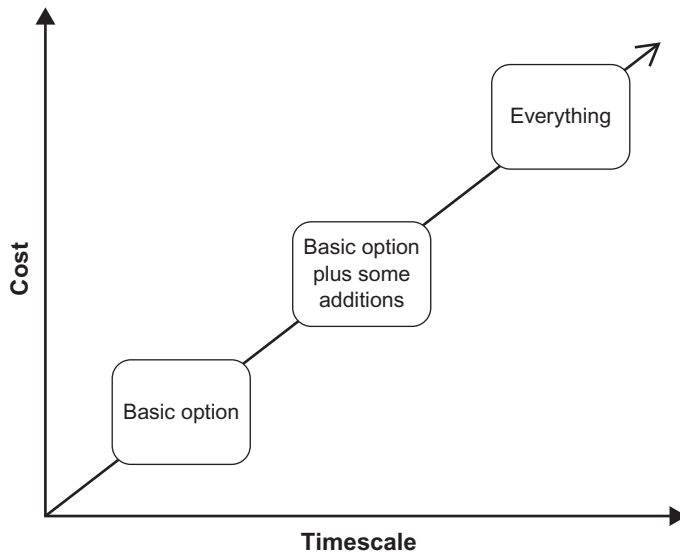 Everything
Basic option
plus some
additions
Cost
Basic option
Timescale